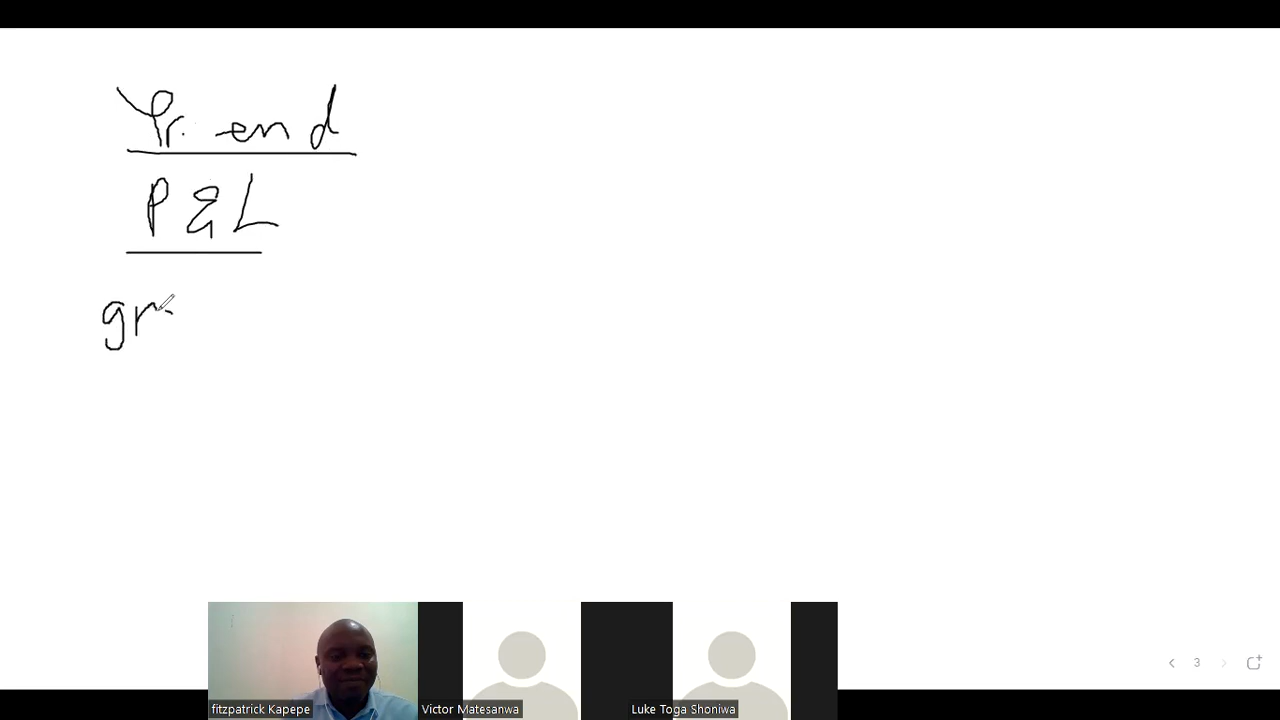 Yr. end
P & L
gr
3
fitzpatrick Kapepe
Victor Matesanwa
Luke Toga Shoniwa